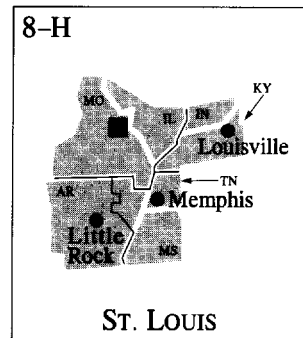 8–H
KY
MO
IL
IN
Louisville
TN
AR
Memphis
Little
Rock
MS
ST. LOUIS